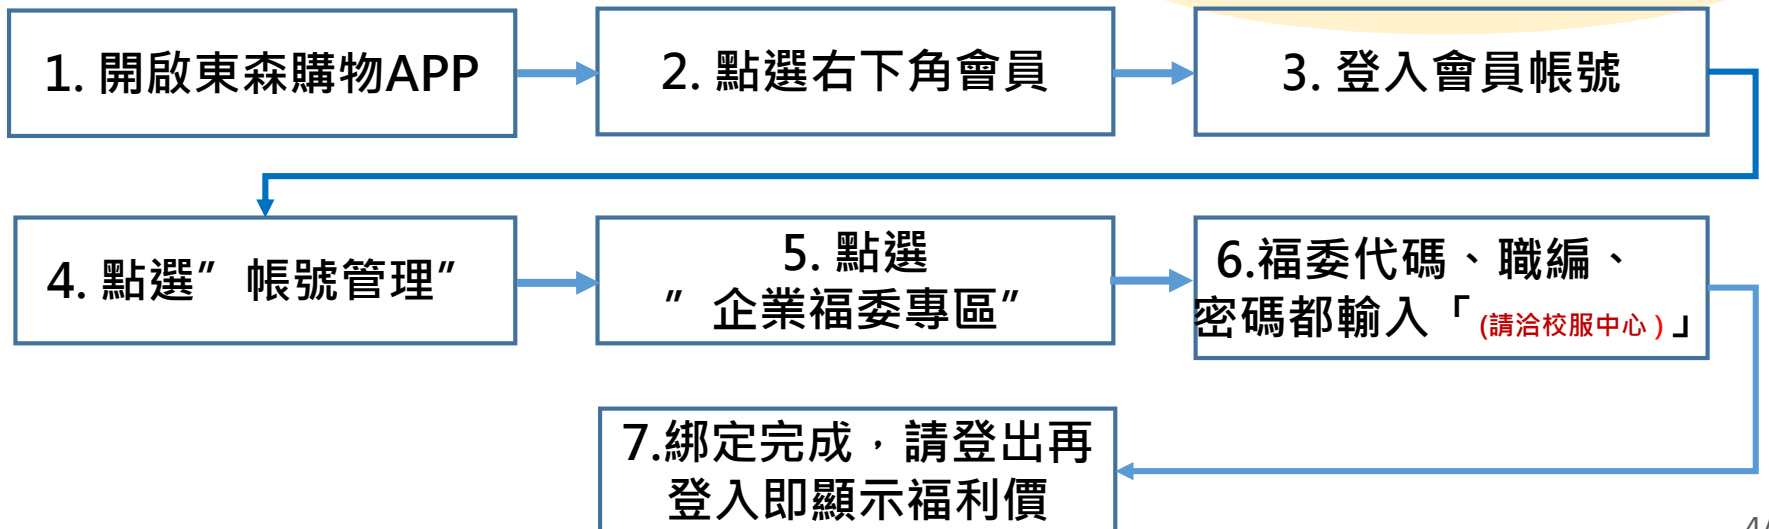 1. 開啟東森購物APP
2. 點選右下角會員
3. 登入會員帳號
4. 點選”帳號管理”
5. 點選
”企業福委專區”
6.福委代碼、職編、
密碼都輸入「(請洽校服中心)」
7.綁定完成，請登出再
登入即顯示福利價